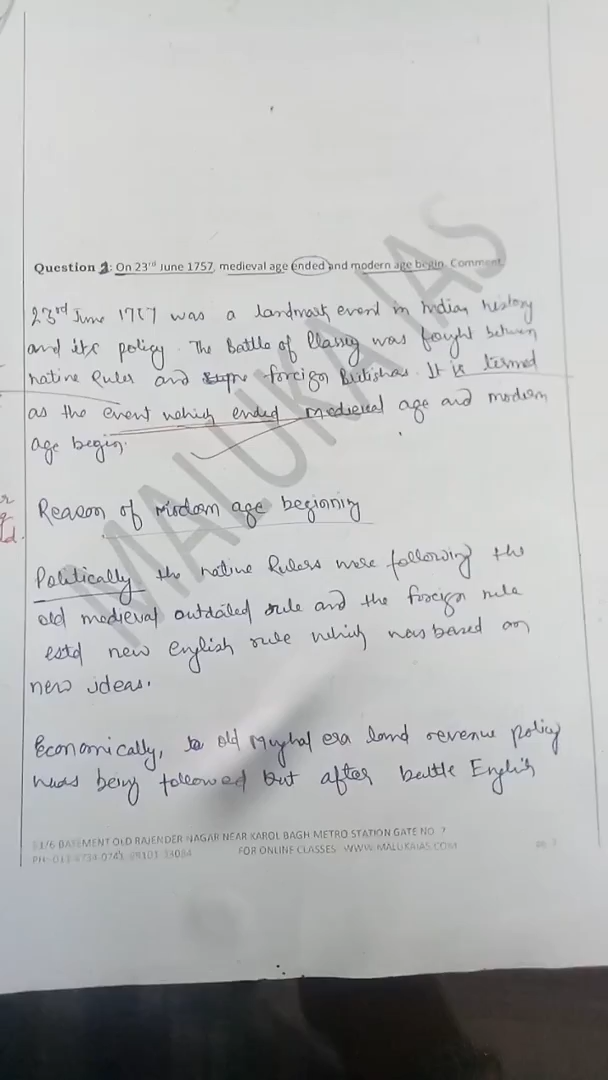 Question 2: On 23rd June 1757, medieval age ended and modern age begin. Comment.
23rd June 1757 was a landmark event in Indian history
and its policy. The Battle of Plassey was fought between
native Ruler and foreign Britishas. It is termed
as the event which ended medieval age and modern
age begin.
Reason of modern age beginning
Politically the native Rulers were following the
old medieval outdated rule and the foreign rule
estd new english rule which was based on
new ideas.
Economically, old Mughal era land revenue policy
was being followed but after battle English
1/6 BASEMENT OLD RAJENDER NAGAR NEAR KAROL BAGH METRO STATION GATE NO 7
FOR ONLINE CLASSES WWW.MALUKAIAS.COM
MALUKA IAS